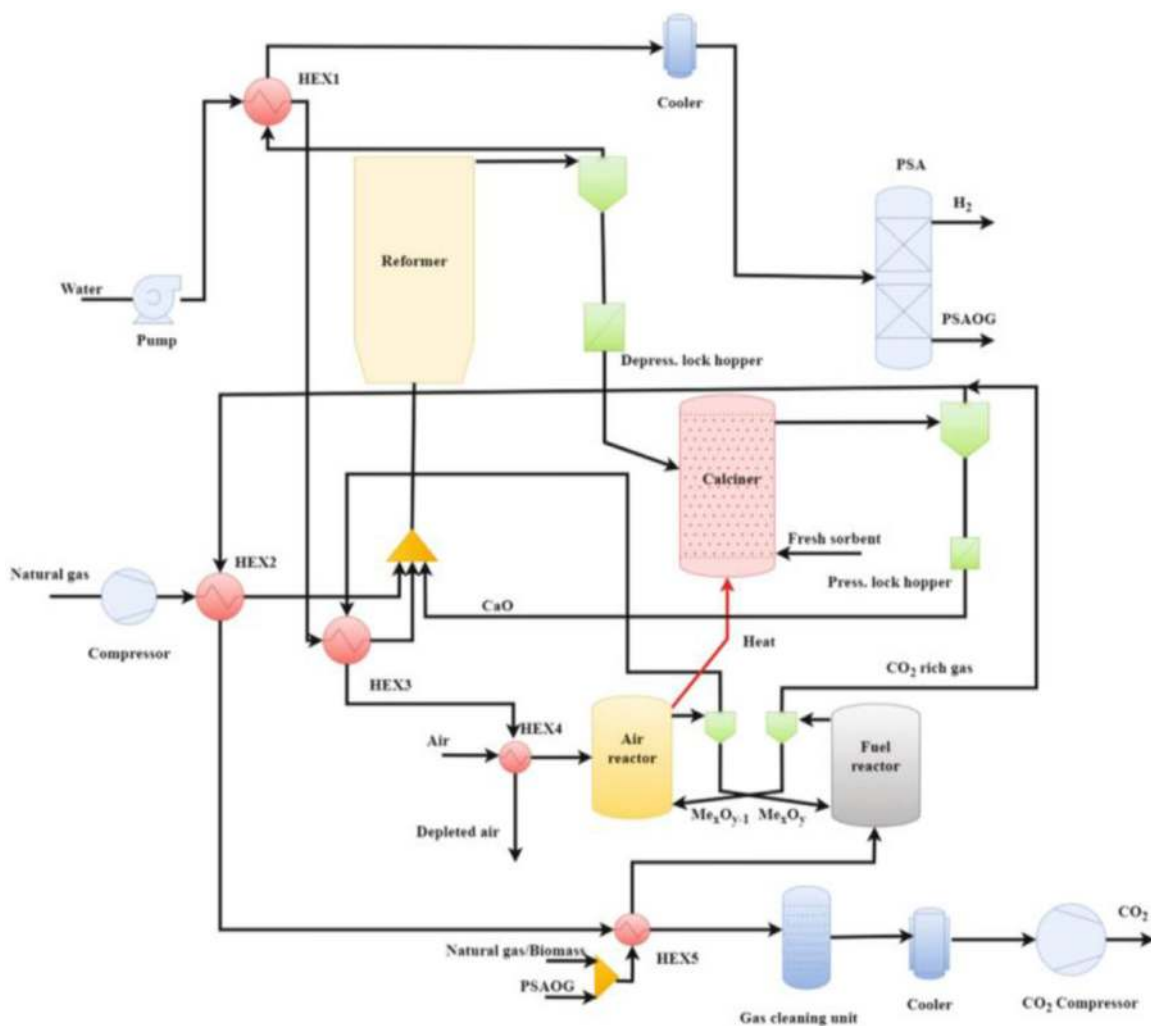 HEX1
Cooler
PSA
H2
Reformer
Water
PSAOG
Pump
Depress. lock hopper
Calciner
Fresh sorbent
HEX2
Natural gas
Press. lock hopper
CaO
Compressor
Heat
CO2 rich gas
HEX3
HEX4
Air
Air
reactor
Fuel
reactor
MexOy-1
MexOy
Depleted air
CO2
Natural gas/Biomass
HEX5
PSAOG
Gas cleaning unit
Cooler
CO2 Compressor